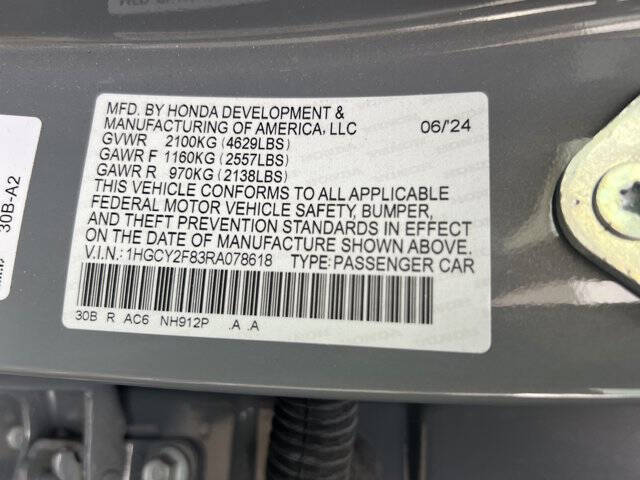 MFD. BY HONDA DEVELOPMENT &
MANUFACTURING OF AMERICA, LLC 06/'24
GVWR 2100KG (4629LBS)
GAWR F 1160KG (2557LBS)
GAWR R 970KG (2138LBS)
THIS VEHICLE CONFORMS TO ALL APPLICABLE
FEDERAL MOTOR VEHICLE SAFETY, BUMPER,
AND THEFT PREVENTION STANDARDS IN EFFECT
ON THE DATE OF MANUFACTURE SHOWN ABOVE.
V.I.N.:1HGCY2F83RA078618 TYPE:PASSENGER CAR
30B R AC6 NH912P .A .A
30B-A2